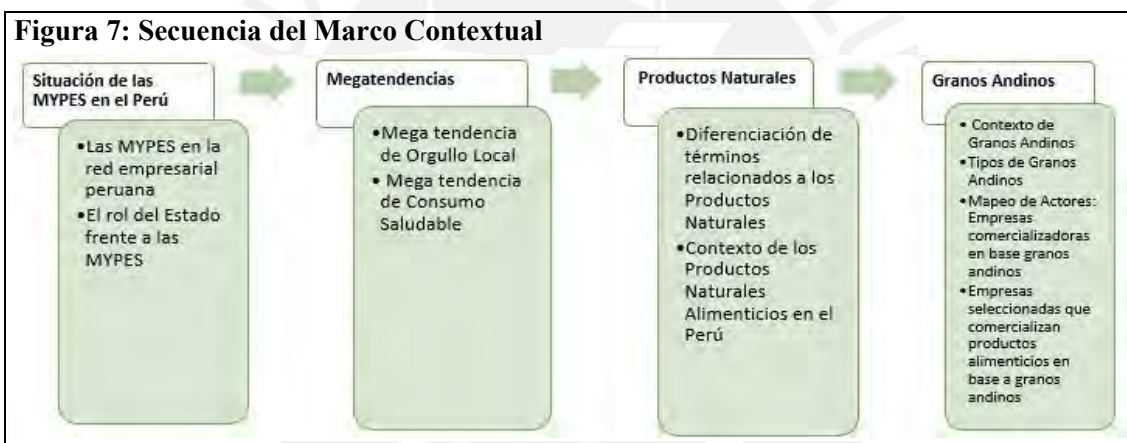 Figura 7: Secuencia del Marco Contextual
Situación de las
MYPES en el Perú
•Las MYPES en la
red empresarial
peruana
•El rol del Estado
frente a las
MYPES
Megatendencias
•Mega tendencia
de Orgullo Local
• Mega tendencia
de Consumo
Saludable
Productos Naturales
•Diferenciación de
términos
relacionados a los
Productos
Naturales
•Contexto de los
Productos
Naturales
Alimenticios en el
Perú
Granos Andinos
• Contexto de
Granos Andinos
•Tipos de Granos
Andinos
•Mapeo de Actores:
Empresas
comercializadoras
en base granos
andinos
•Empresas
seleccionadas que
comercializan
productos
alimenticios en
base a granos
andinos